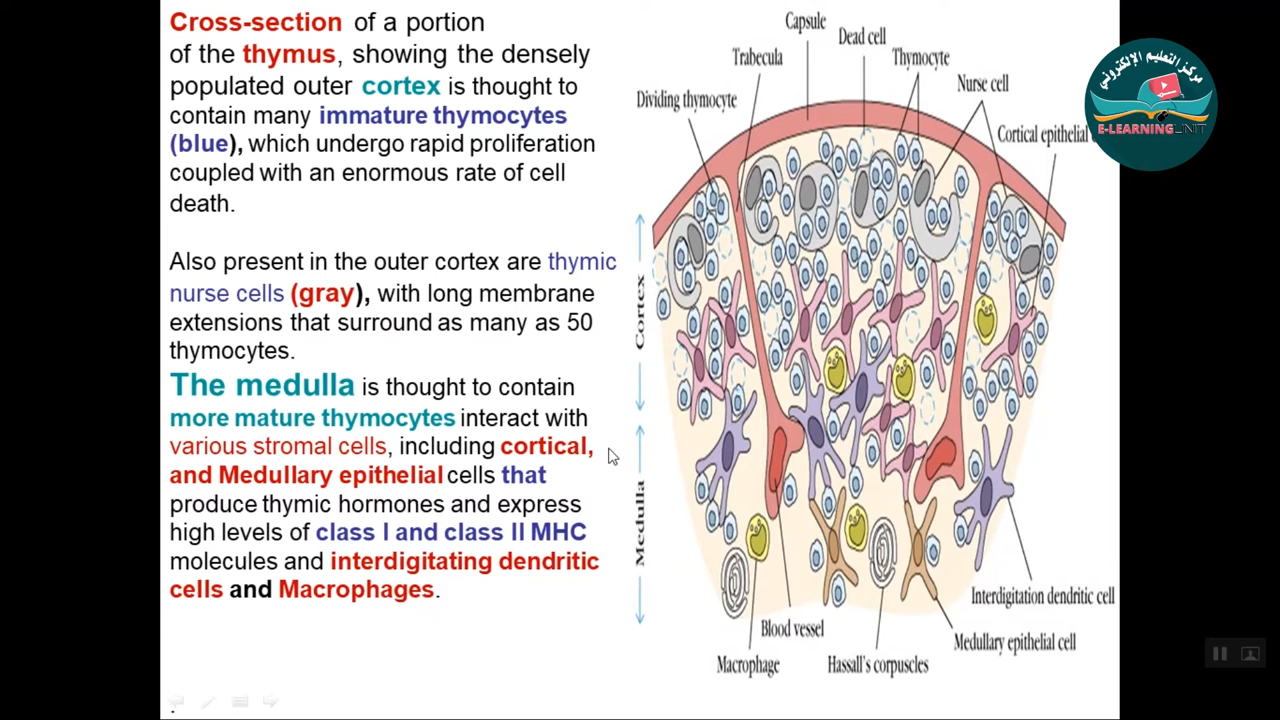 Cross-section of a portion
of the thymus, showing the densely
populated outer cortex is thought to
contain many immature thymocytes
(blue), which undergo rapid proliferation
coupled with an enormous rate of cell
death.
Also present in the outer cortex are thymic
nurse cells (gray), with long membrane
extensions that surround as many as 50
thymocytes.
The medulla is thought to contain
more mature thymocytes interact with
various stromal cells, including cortical,
and Medullary epithelial cells that
produce thymic hormones and express
high levels of class I and class II MHC
molecules and interdigitating dendritic
cells and Macrophages.
.
Capsule
Dead cell
Trabecula
Thymocyte
Nurse cell
Dividing thymocyte
Cortical epithelial
مركز التعليم الإلكتروني
E-LEARNING UNIT
Cortex
Medulla
Interdigitation dendritic cell
Blood vessel
Medullary epithelial cell
Macrophage
Hassall's corpuscles